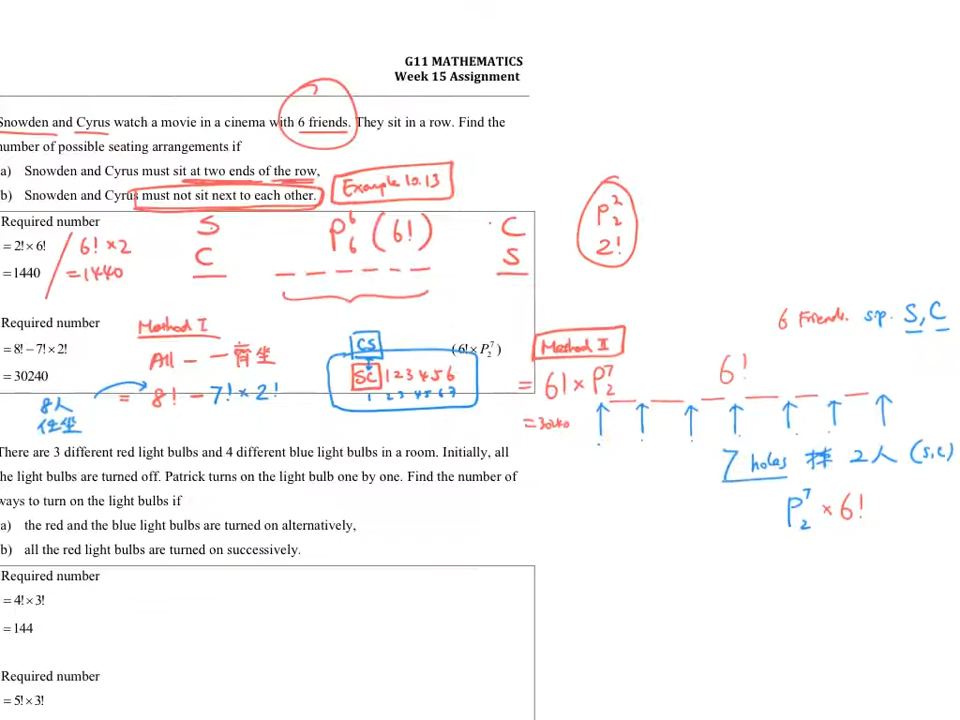 G11 MATHEMATICS
Week 15 Assignment
Snowden and Cyrus watch a movie in a cinema with 6 friends. They sit in a row. Find the
number of possible seating arrangements if
a) Snowden and Cyrus must sit at two ends of the row,
b) Snowden and Cyrus must not sit next to each other.
Example 10.13
Required number
= 2! × 6!
= 1440
6! × 2
= 1440
S
C
P⁶₆ (6!)
C
S
P²₂
2!
Required number
= 8! − 7! × 2!
= 30240
(6! × P⁷₂)
Method I
All − 一齊坐
= 8! − 7! × 2!
8人
任坐
CS
SC 1 2 3 4 5 6
1 2 3 4 5 6 7
Method II
= 6! × P⁷₂
= 30240
6 Friends. sep. S, C
6!
7 holes 揀 2人 (S,C)
P⁷₂ × 6!
There are 3 different red light bulbs and 4 different blue light bulbs in a room. Initially, all
the light bulbs are turned off. Patrick turns on the light bulb one by one. Find the number of
ways to turn on the light bulbs if
a) the red and the blue light bulbs are turned on alternatively,
b) all the red light bulbs are turned on successively.
Required number
= 4! × 3!
= 144
Required number
= 5! × 3!